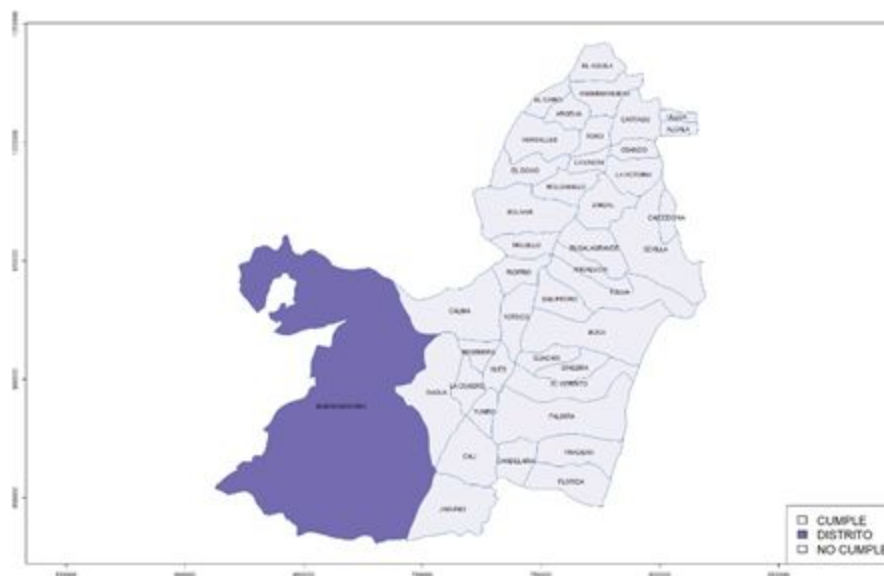 EL AGUILA
EL CAIRO
ARGELIA
CARTAGO
ULLOA
ALCALA
VERSALLES
TORO
OBANDO
LA UNION
EL DOVIO
LA VICTORIA
ROLDANILLO
ZARZAL
BOLIVAR
CAICEDONIA
TRUJILLO
BUGALAGRANDE
SEVILLA
RIOFRIO
ANDALUCIA
TULUA
SAN PEDRO
CALIMA
YOTOCO
BUGA
RESTREPO
GUACARI
GINEBRA
VIJES
DAGUA
LA CUMBRE
EL CERRITO
BUENAVENTURA
YUMBO
PALMIRA
CALI
CANDELARIA
PRADERA
FLORIDA
JAMUNDI
CUMPLE
DISTRITO
NO CUMPLE